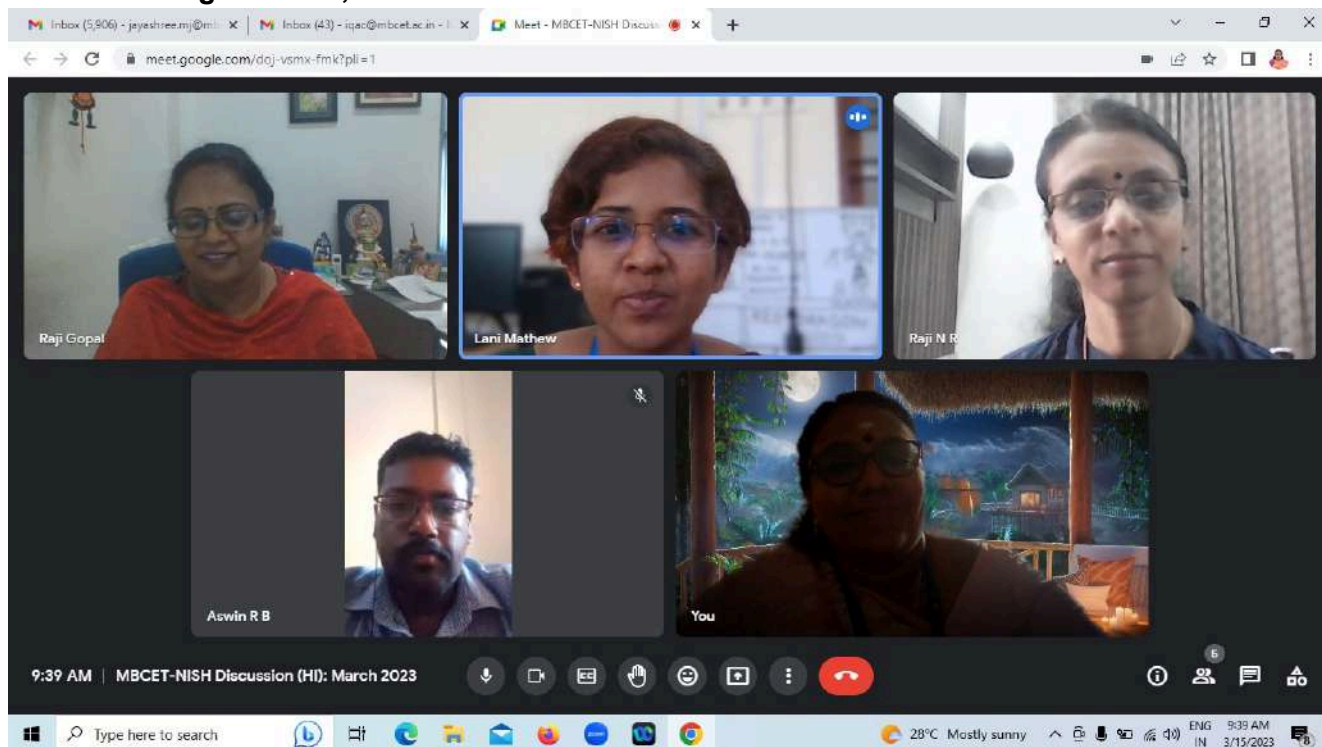 Inbox (5,906) - jayashree.mj@mb
Inbox (43) - iqac@mbcet.ac.in -
Meet - MBCET-NISH Discuss
meet.google.com/doj-vsmx-fmk?pli=1
Raji Gopal
Lani Mathew
Raji N R
Aswin R B
You
9:39 AM | MBCET-NISH Discussion (HI): March 2023
CC
Type here to search
28°C Mostly sunny
ENG
IN
9:39 AM
3/15/2023